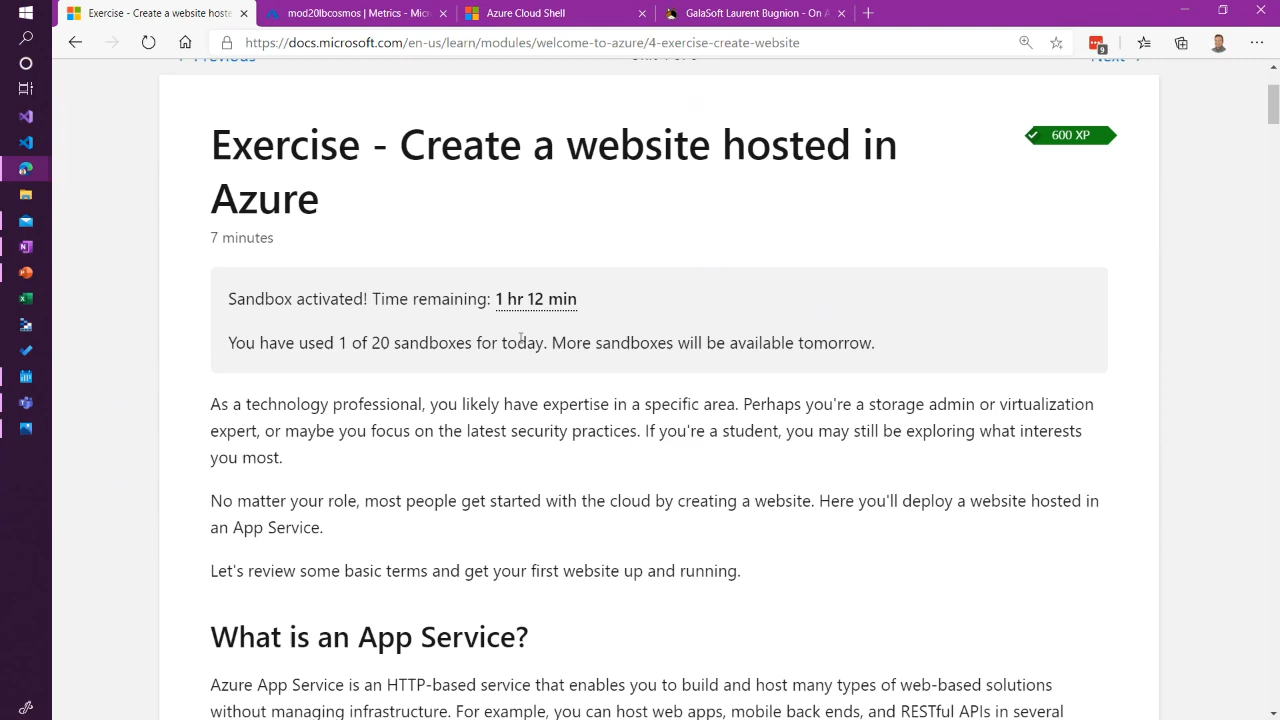 Exercise - Create a website hosted
mod20lbcosmos | Metrics - Micros
Azure Cloud Shell
GalaSoft Laurent Bugnion - On A
https://docs.microsoft.com/en-us/learn/modules/welcome-to-azure/4-exercise-create-website
9
Previous
Next
Exercise - Create a website hosted in
Azure
600 XP
7 minutes
Sandbox activated! Time remaining: 1 hr 12 min
You have used 1 of 20 sandboxes for today. More sandboxes will be available tomorrow.
As a technology professional, you likely have expertise in a specific area. Perhaps you're a storage admin or virtualization
expert, or maybe you focus on the latest security practices. If you're a student, you may still be exploring what interests
you most.
No matter your role, most people get started with the cloud by creating a website. Here you'll deploy a website hosted in
an App Service.
Let's review some basic terms and get your first website up and running.
What is an App Service?
Azure App Service is an HTTP-based service that enables you to build and host many types of web-based solutions
without managing infrastructure. For example, you can host web apps, mobile back ends, and RESTful APIs in several